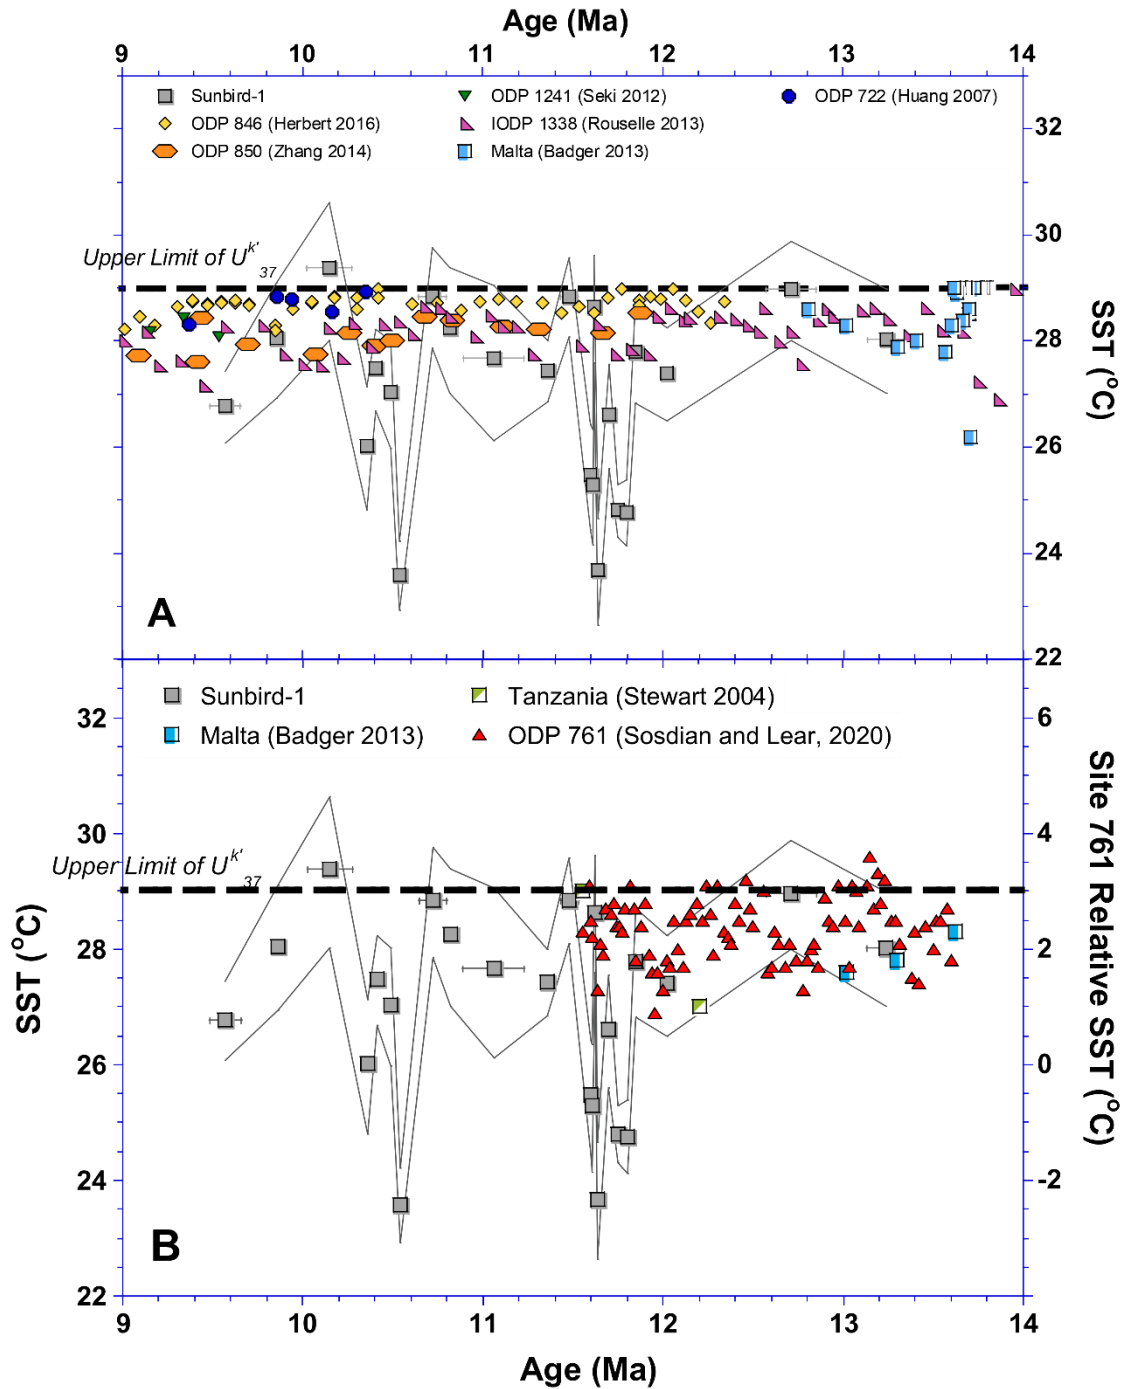 Age (Ma)
9 10 11 12 13 14
Sunbird-1 ODP 1241 (Seki 2012) ODP 722 (Huang 2007)
ODP 846 (Herbert 2016) IODP 1338 (Rouselle 2013)
ODP 850 (Zhang 2014) Malta (Badger 2013)
32
30
28
26
24
22
SST (°C)
Upper Limit of U^k'_37
A
Sunbird-1 Tanzania (Stewart 2004)
Malta (Badger 2013) ODP 761 (Sosdian and Lear, 2020)
32 6
30 4
Upper Limit of U^k'_37
28 2
26 0
24 -2
22
SST (°C)
Site 761 Relative SST (°C)
B
9 10 11 12 13 14
Age (Ma)